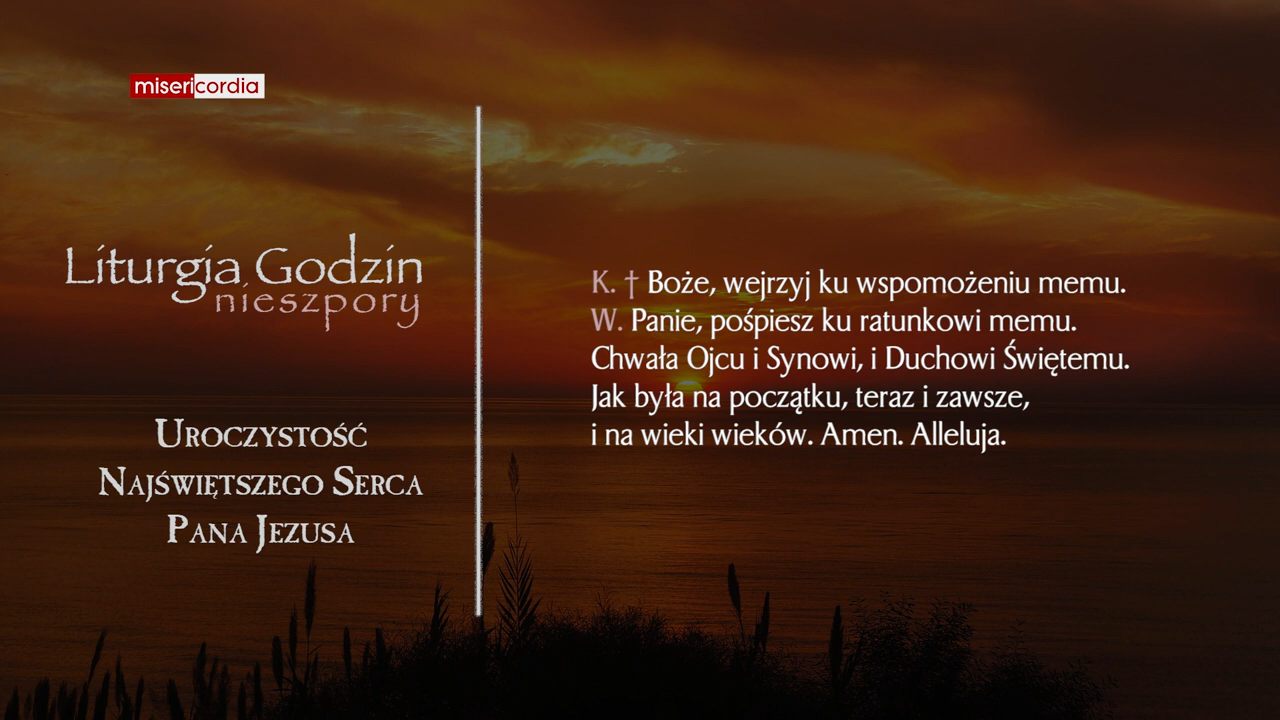 misericordia
Liturgia Godzin
nieszpory
Uroczystość
Najświętszego Serca
Pana Jezusa
K. † Boże, wejrzyj ku wspomożeniu memu.
W. Panie, pośpiesz ku ratunkowi memu.
Chwała Ojcu i Synowi, i Duchowi Świętemu.
Jak była na początku, teraz i zawsze,
i na wieki wieków. Amen. Alleluja.